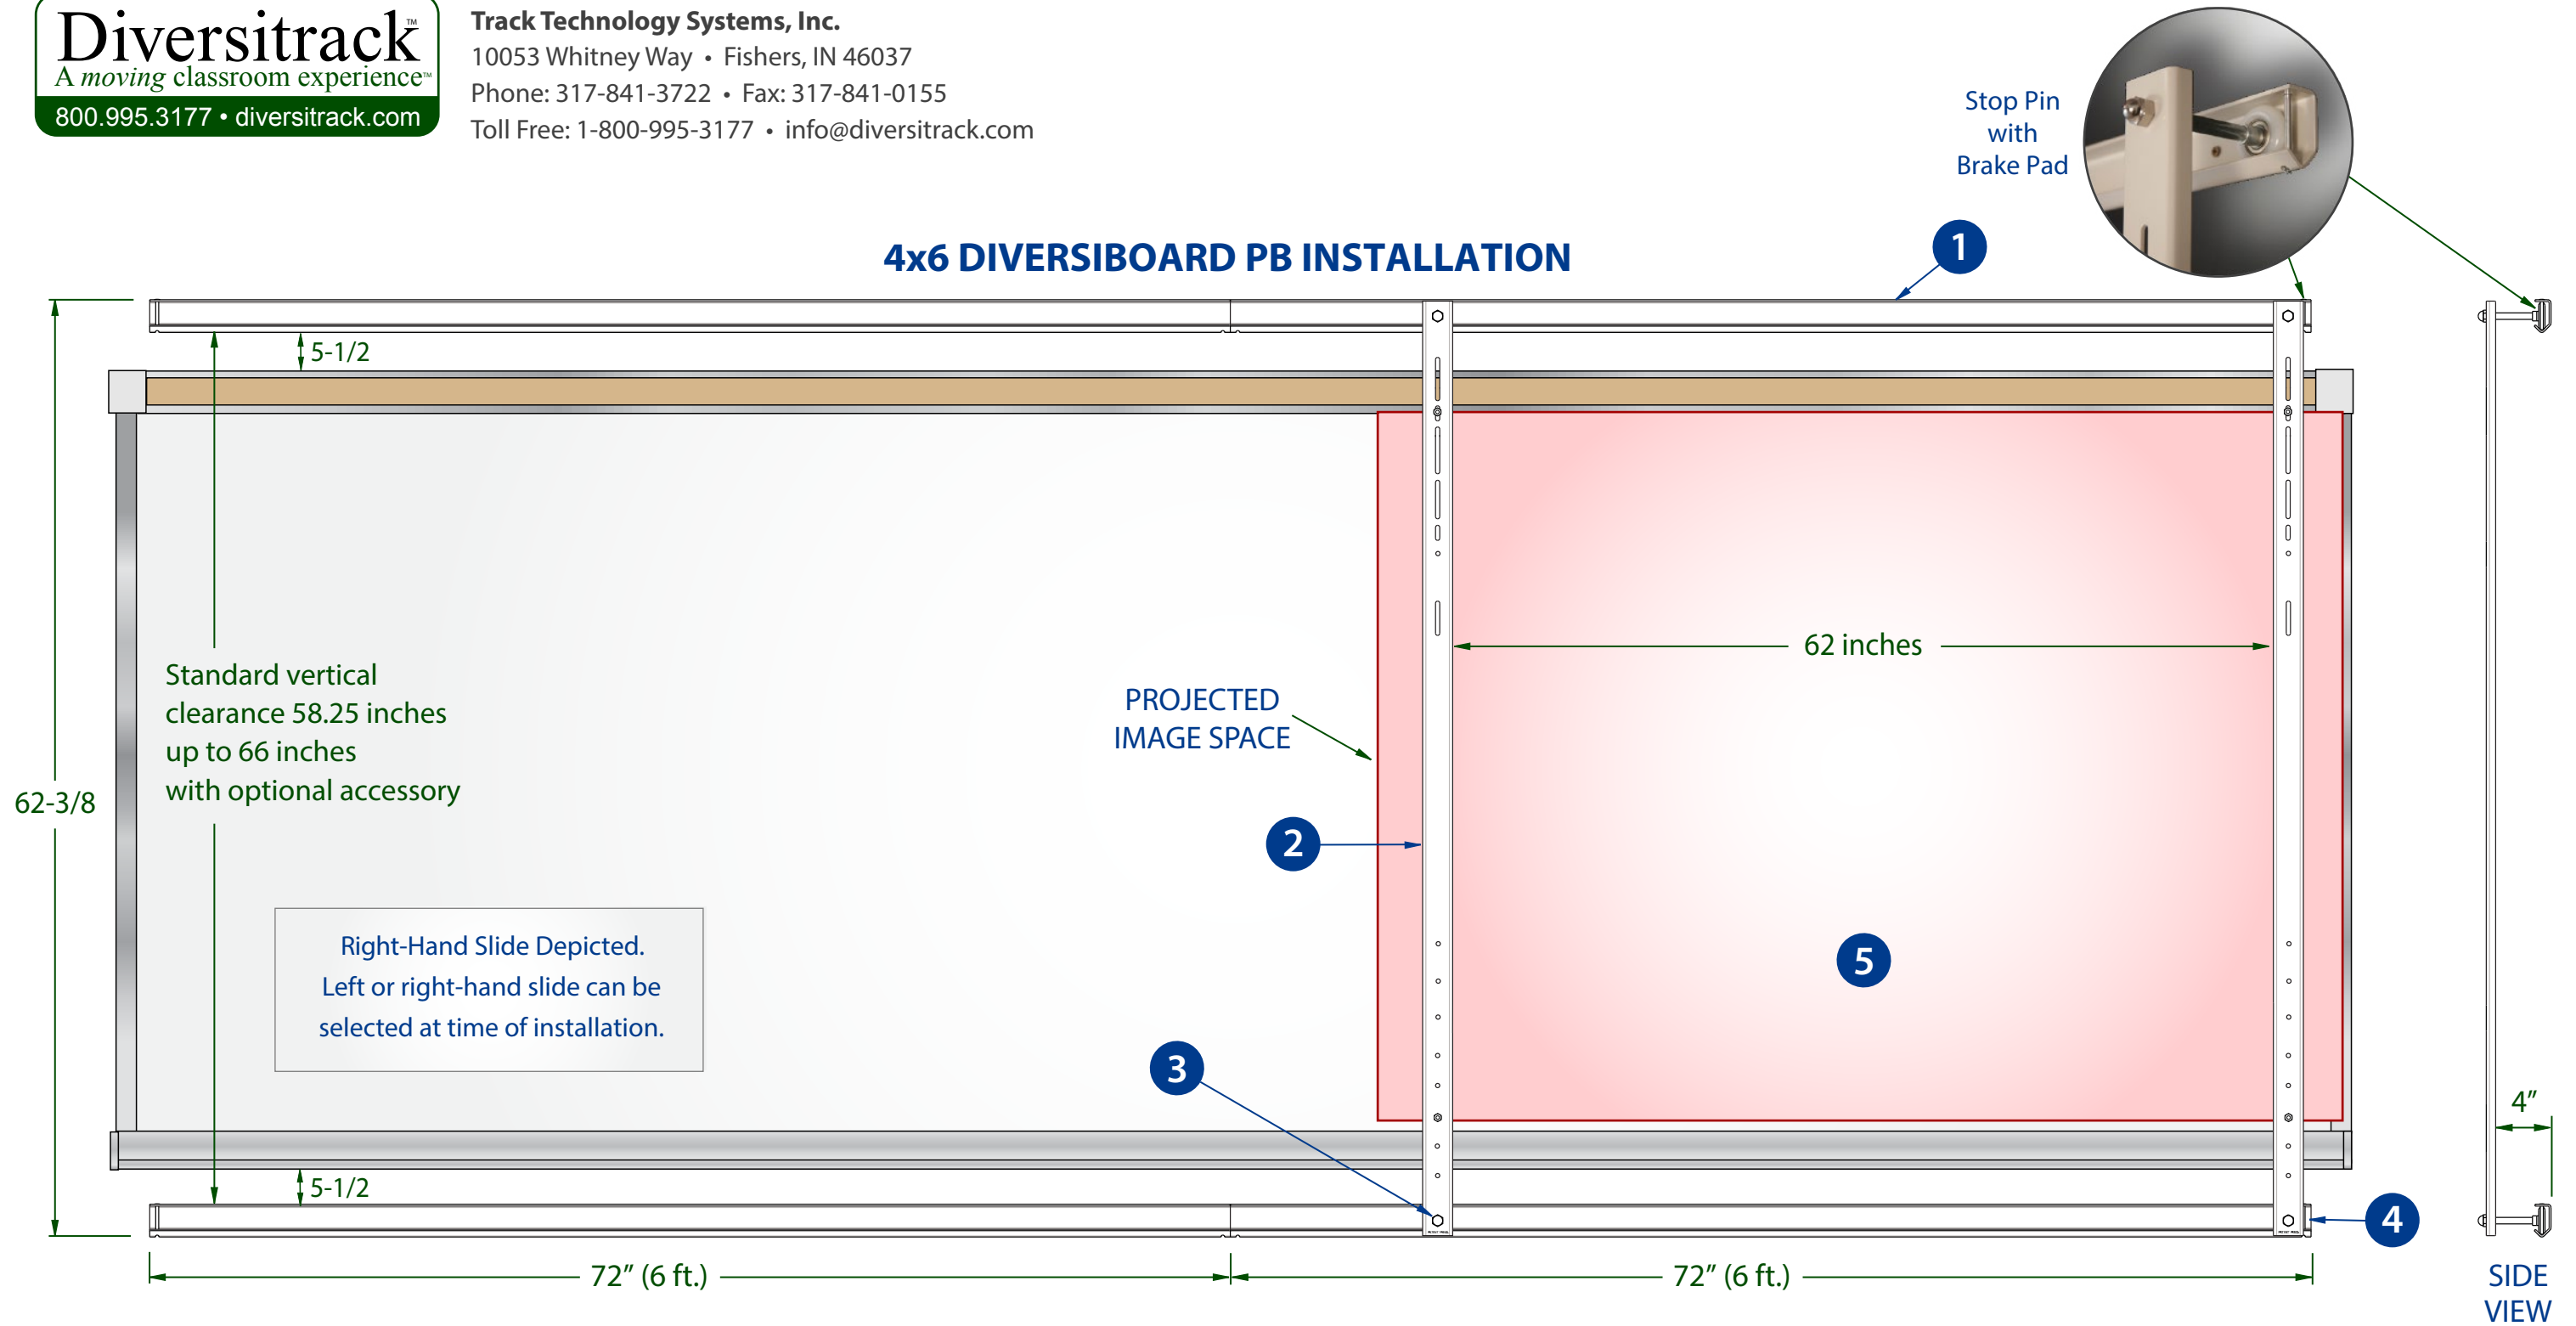 Diversitrack™
A moving classroom experience™
800.995.3177 • diversitrack.com
Track Technology Systems, Inc.
10053 Whitney Way • Fishers, IN 46037
Phone: 317-841-3722 • Fax: 317-841-0155
Toll Free: 1-800-995-3177 • info@diversitrack.com
Stop Pin
with
Brake Pad
4x6 DIVERSIBOARD PB INSTALLATION
1
5-1/2
62 inches
Standard vertical
clearance 58.25 inches
up to 66 inches
with optional accessory
PROJECTED
IMAGE SPACE
62-3/8
2
Right-Hand Slide Depicted.
Left or right-hand slide can be
selected at time of installation.
5
3
4”
5-1/2
4
72” (6 ft.)
72” (6 ft.)
SIDE
VIEW